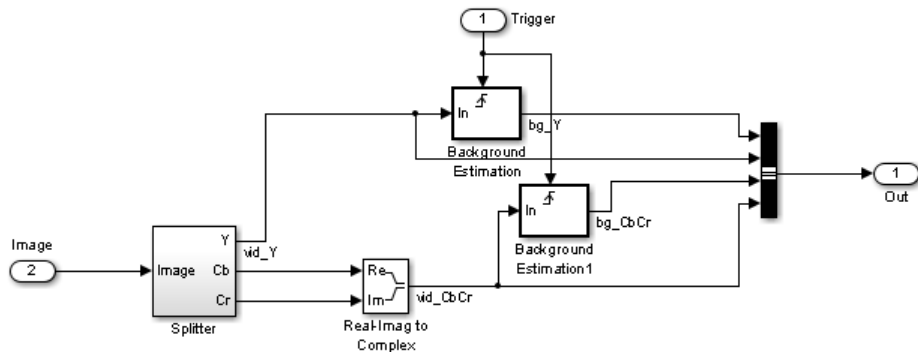 1
Trigger
In
bg_Y
Background
Estimation
In
bg_CbCr
Background
Estimation1
1
Out
Image
2
Image
Y
Cb
Cr
vid_Y
Splitter
Re
Im
vid_CbCr
Real-Imag to
Complex